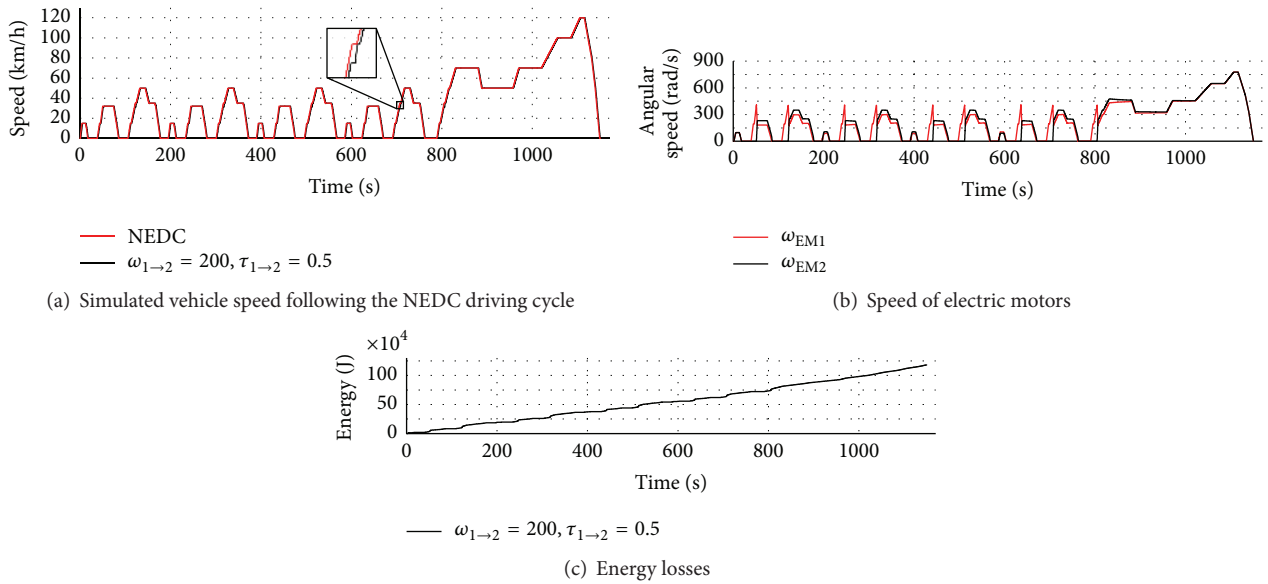 120
100
80
60
40
20
0
Speed (km/h)
0 200 400 600 800 1000
Time (s)
NEDC
ω1→2 = 200, τ1→2 = 0.5
(a) Simulated vehicle speed following the NEDC driving cycle
900
600
300
0
Angular
speed (rad/s)
0 200 400 600 800 1000
Time (s)
ωEM1
ωEM2
(b) Speed of electric motors
×10⁴
100
50
0
Energy (J)
0 200 400 600 800 1000
Time (s)
ω1→2 = 200, τ1→2 = 0.5
(c) Energy losses